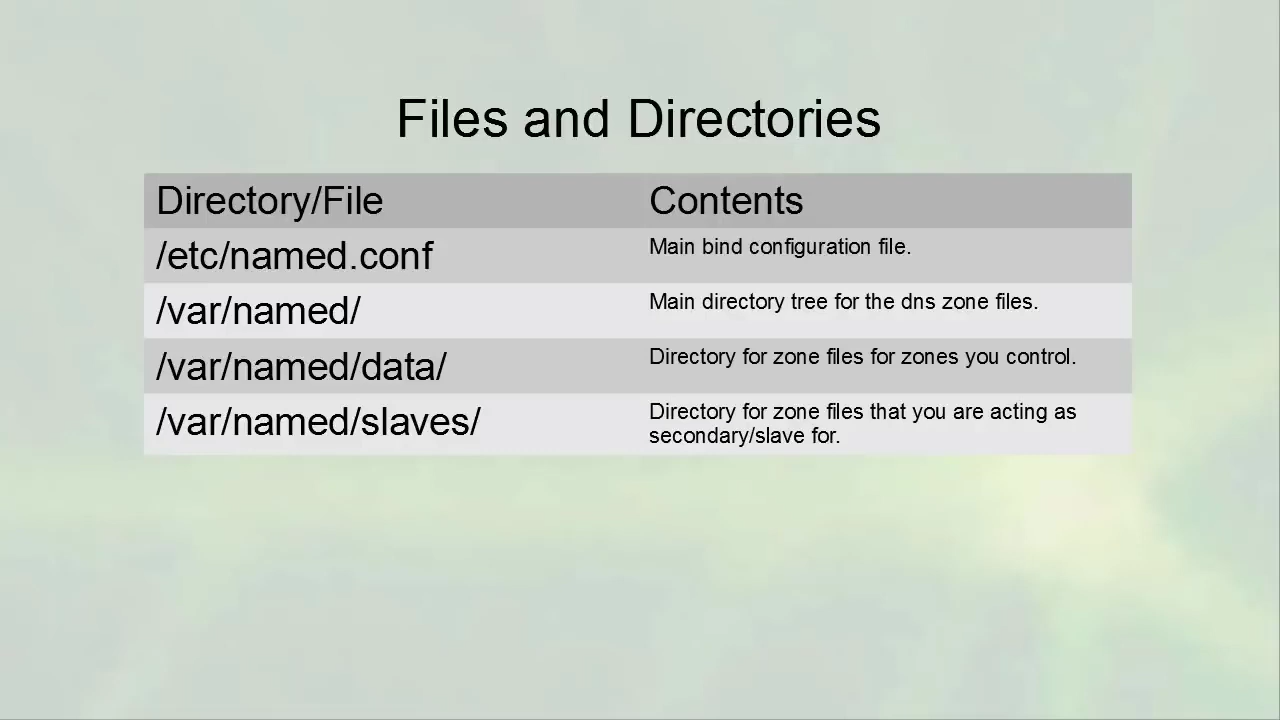 Files and Directories
Directory/File Contents
/etc/named.conf Main bind configuration file.
/var/named/ Main directory tree for the dns zone files.
/var/named/data/ Directory for zone files for zones you control.
/var/named/slaves/ Directory for zone files that you are acting as
secondary/slave for.